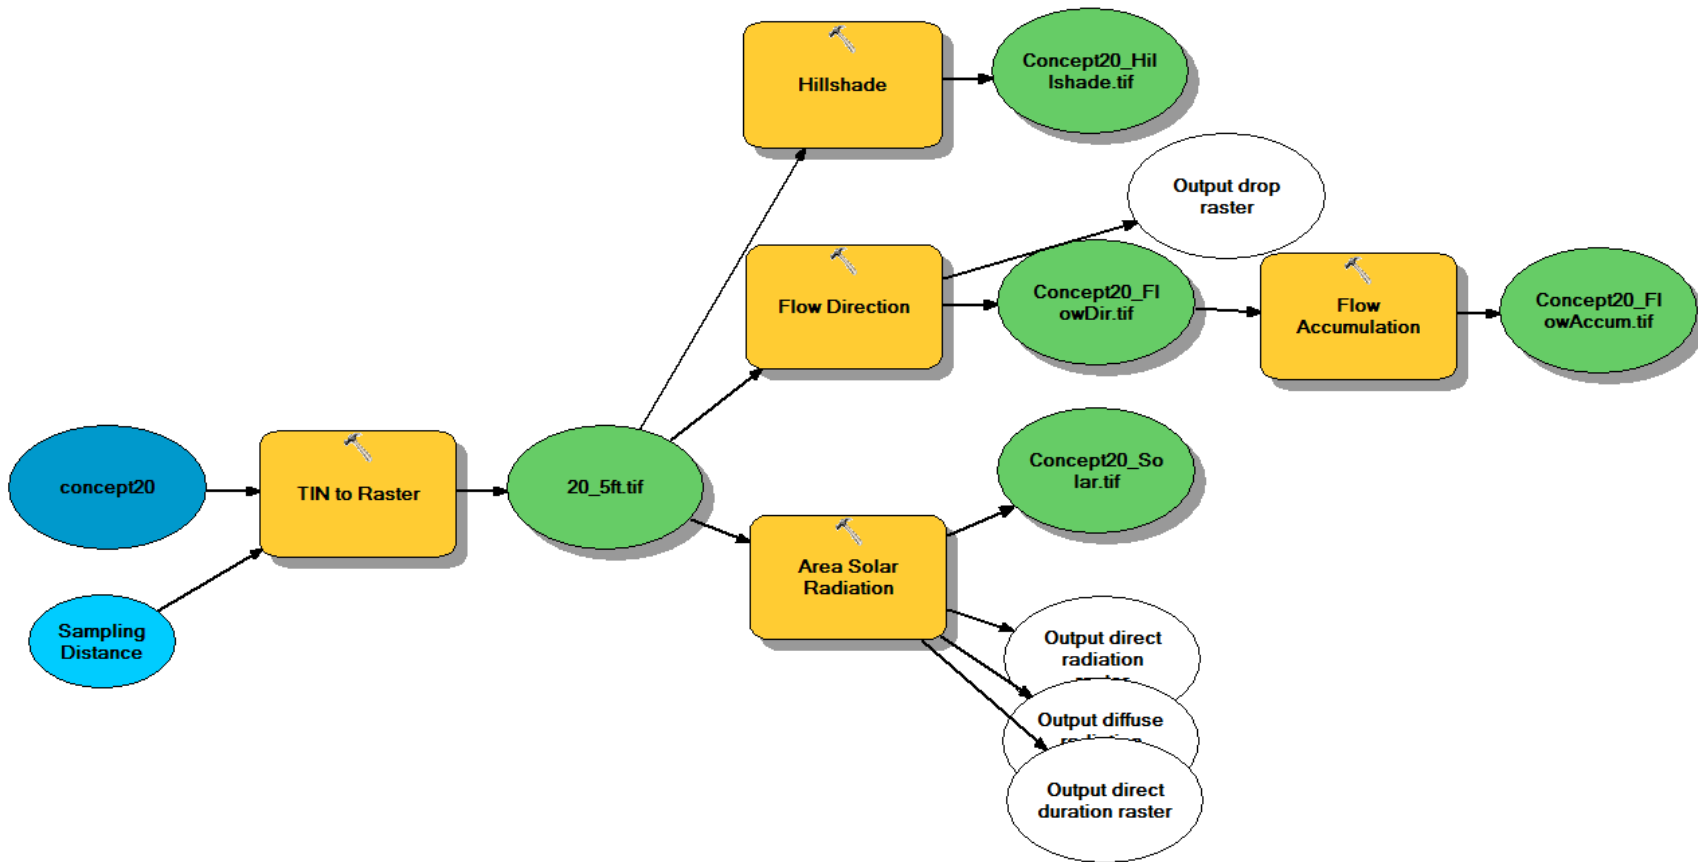 Hillshade
Concept20_Hil
lshade.tif
Output drop
raster
Flow Direction
Concept20_Fl
owDir.tif
Flow
Accumulation
Concept20_Fl
owAccum.tif
concept20
TIN to Raster
20_5ft.tif
Concept20_So
lar.tif
Sampling
Distance
Area Solar
Radiation
Output direct
radiation
Output diffuse
Output direct
duration raster